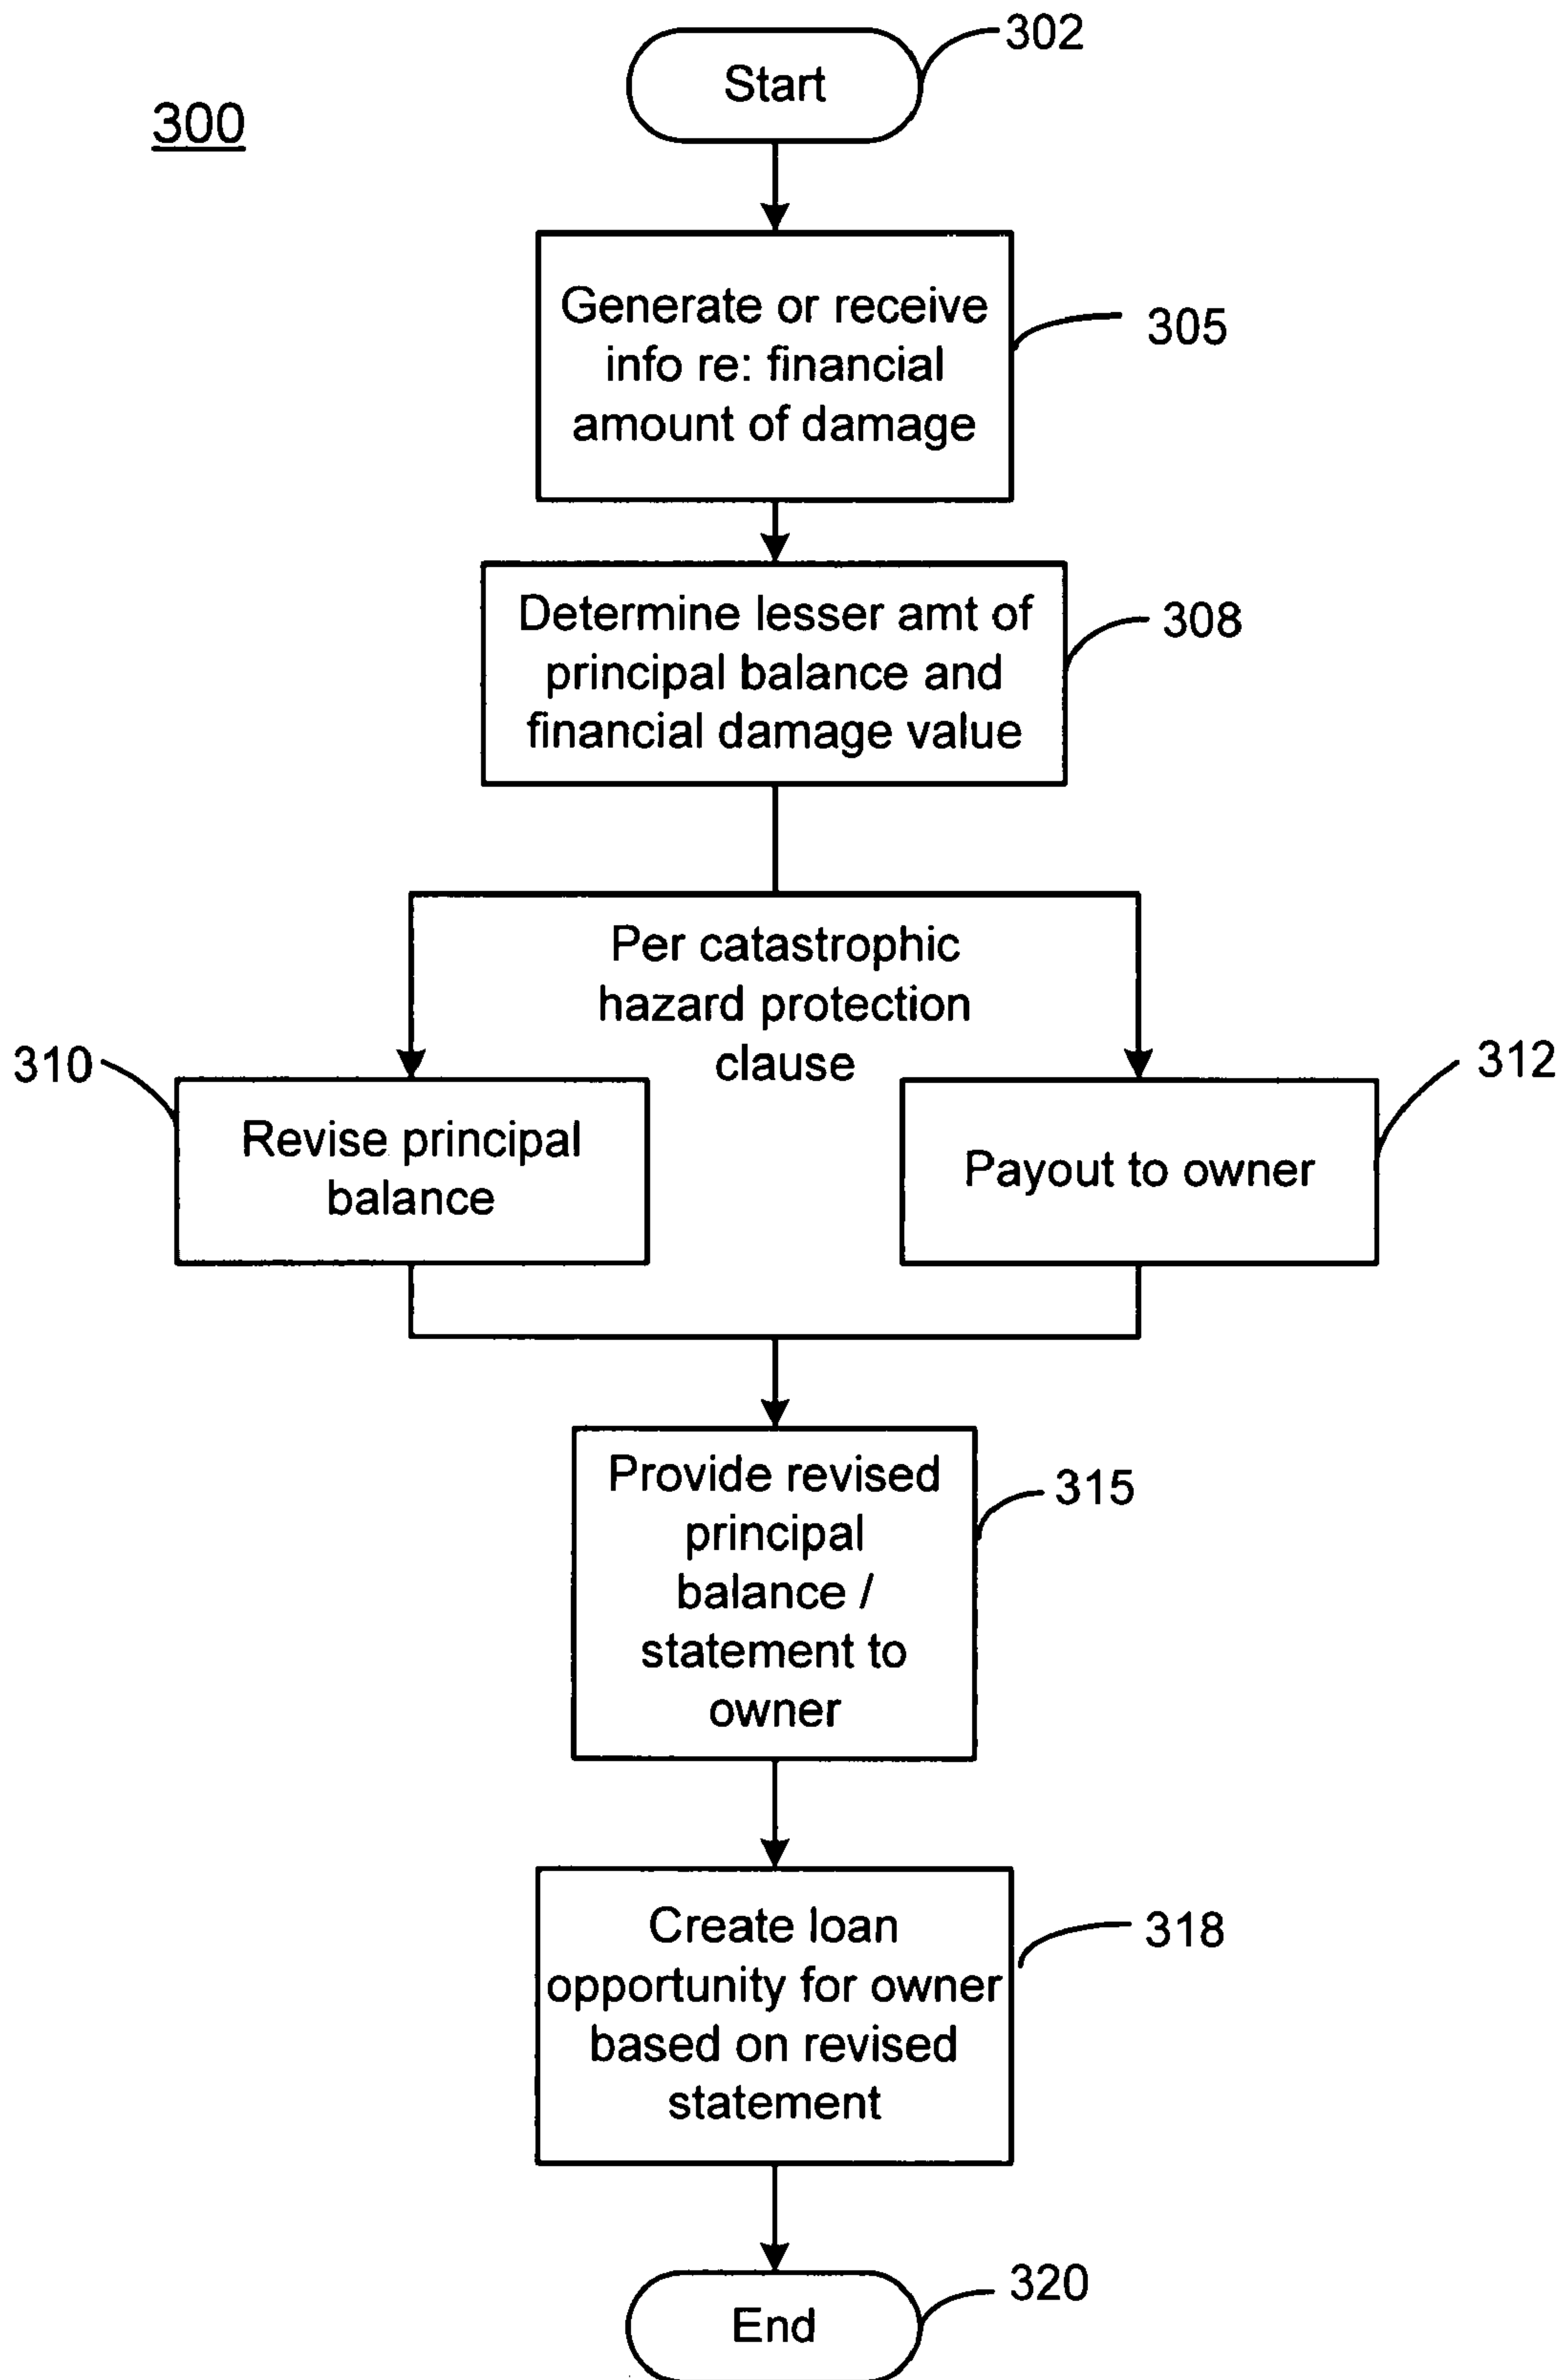 302
Start
300
Generate or receive
info re: financial
amount of damage
305
Determine lesser amt of
principal balance and
financial damage value
308
Per catastrophic
hazard protection
clause
310
Revise principal
balance
312
Payout to owner
Provide revised
principal
balance /
statement to
owner
315
Create loan
opportunity for owner
based on revised
statement
318
320
End